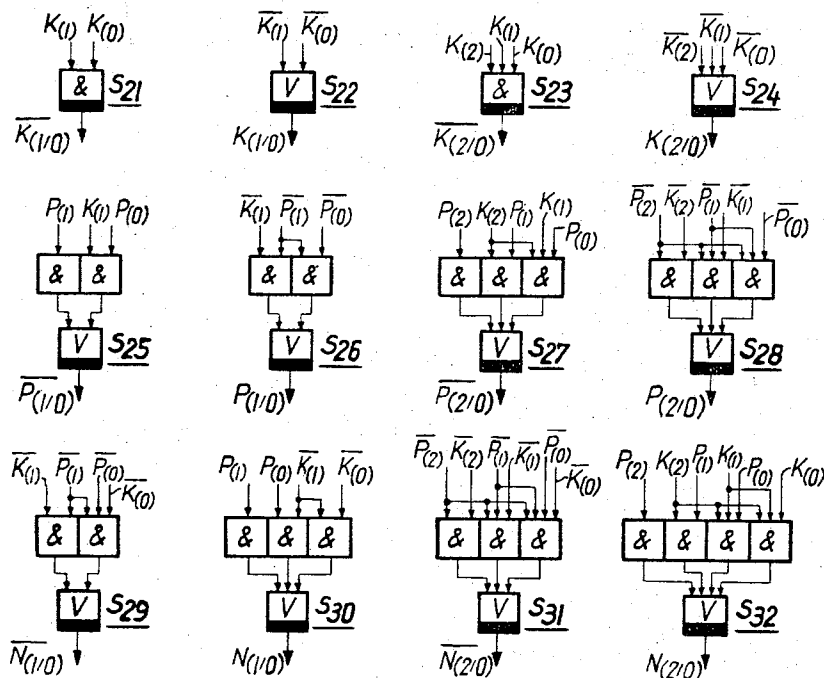 K(1) K(0)
& S21
K̅(1/0)
K̅(1) K̅(0)
V S22
K(1/0)
K(2) K(1) K(0)
& S23
K̅(2/0)
K̅(2) K̅(1) K̅(0)
V S24
K(2/0)
P(1) K(1) P(0)
& &
V S25
P̅(1/0)
K̅(1) P̅(1) P̅(0)
& &
V S26
P(1/0)
P(2) K(2) P(1) K(1) P(0)
& & &
V S27
P̅(2/0)
P̅(2) K̅(2) P̅(1) K̅(1) P̅(0)
& & &
V S28
P(2/0)
K̅(1) P̅(1) P̅(0) K̅(0)
& &
V S29
N̅(1/0)
P(1) P(0) K̅(1) K̅(0)
& & &
V S30
N(1/0)
P̅(2) K̅(2) P̅(1) K̅(1) P̅(0) K̅(0)
& & &
V S31
N̅(2/0)
P(2) K(2) P(1) K(1) P(0) K(0)
& & & &
V S32
N(2/0)